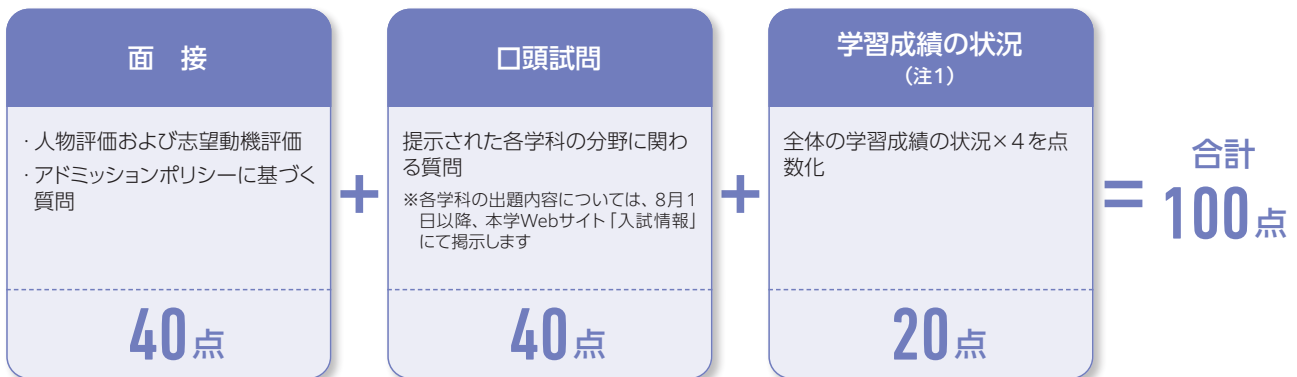 面 接
・人物評価および志望動機評価
・アドミッションポリシーに基づく
質問
40点
+
口頭試問
提示された各学科の分野に関わ
る質問
※各学科の出題内容については、8月1
日以降、本学Webサイト「入試情報」
にて掲示します
40点
+
学習成績の状況
（注1）
全体の学習成績の状況×4を点
数化
20点
=
合計
100点